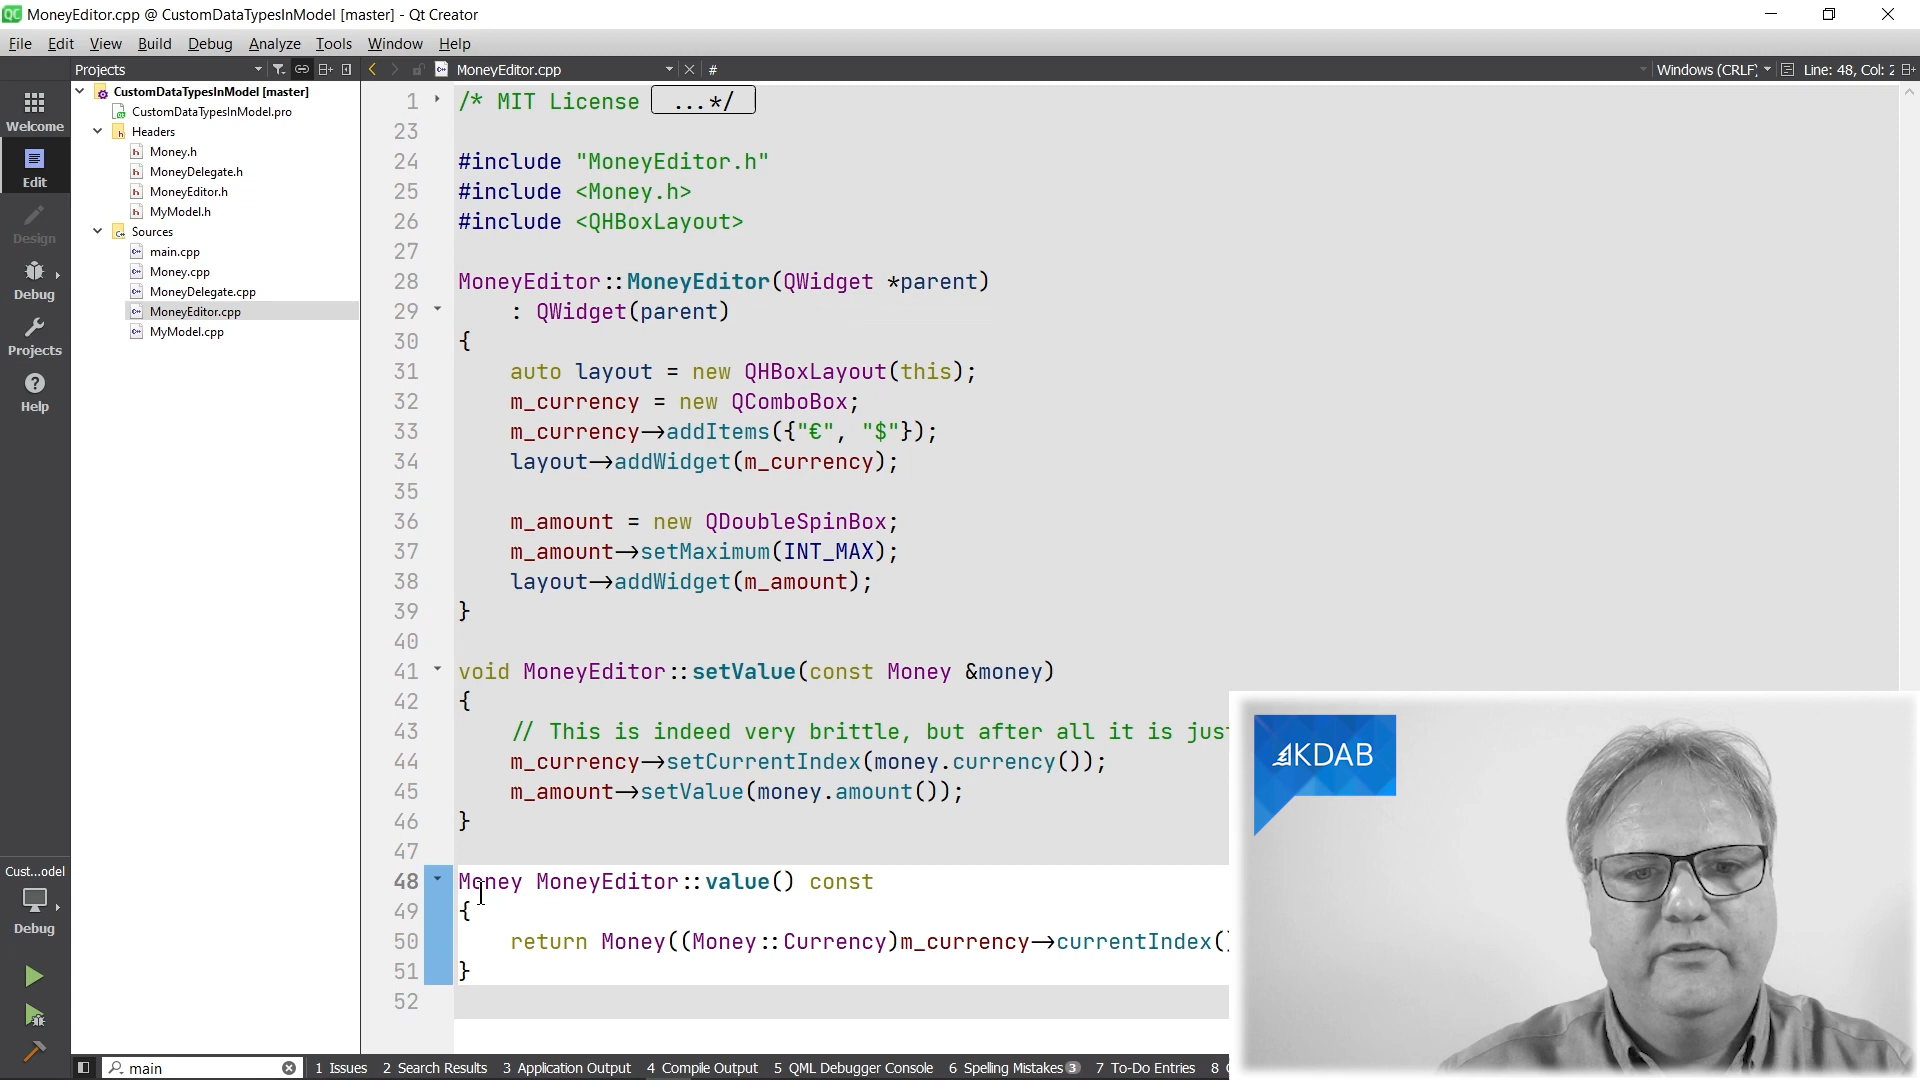 MoneyEditor.cpp @ CustomDataTypesInModel [master] - Qt Creator
File Edit View Build Debug Analyze Tools Window Help
Projects MoneyEditor.cpp # Windows (CRLF) Line: 48, Col: 2
Welcome
Edit
Design
Debug
Projects
Help
Cust...odel
Debug
CustomDataTypesInModel [master]
CustomDataTypesInModel.pro
Headers
Money.h
MoneyDelegate.h
MoneyEditor.h
MyModel.h
Sources
main.cpp
Money.cpp
MoneyDelegate.cpp
MoneyEditor.cpp
MyModel.cpp
1 /* MIT License ...*/
23
24 #include "MoneyEditor.h"
25 #include <Money.h>
26 #include <QHBoxLayout>
27
28 MoneyEditor::MoneyEditor(QWidget *parent)
29 : QWidget(parent)
30 {
31 auto layout = new QHBoxLayout(this);
32 m_currency = new QComboBox;
33 m_currency→addItems({"€", "$"});
34 layout→addWidget(m_currency);
35
36 m_amount = new QDoubleSpinBox;
37 m_amount→setMaximum(INT_MAX);
38 layout→addWidget(m_amount);
39 }
40
41 void MoneyEditor::setValue(const Money &money)
42 {
43 // This is indeed very brittle, but after all it is jus
44 m_currency→setCurrentIndex(money.currency());
45 m_amount→setValue(money.amount());
46 }
47
48 Money MoneyEditor::value() const
49 {
50 return Money((Money::Currency)m_currency→currentIndex()
51 }
52
KDAB
main 1 Issues 2 Search Results 3 Application Output 4 Compile Output 5 QML Debugger Console 6 Spelling Mistakes 3 7 To-Do Entries 8